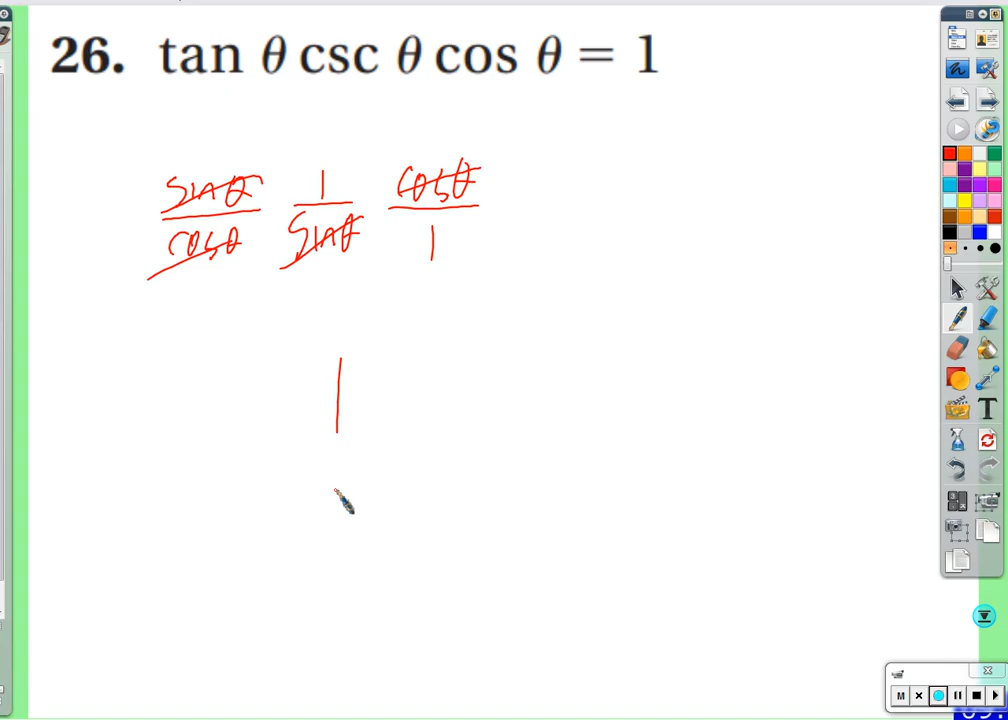 26. tan θ csc θ cos θ = 1
sinθ 1 cosθ
cosθ sinθ 1
1
T
M